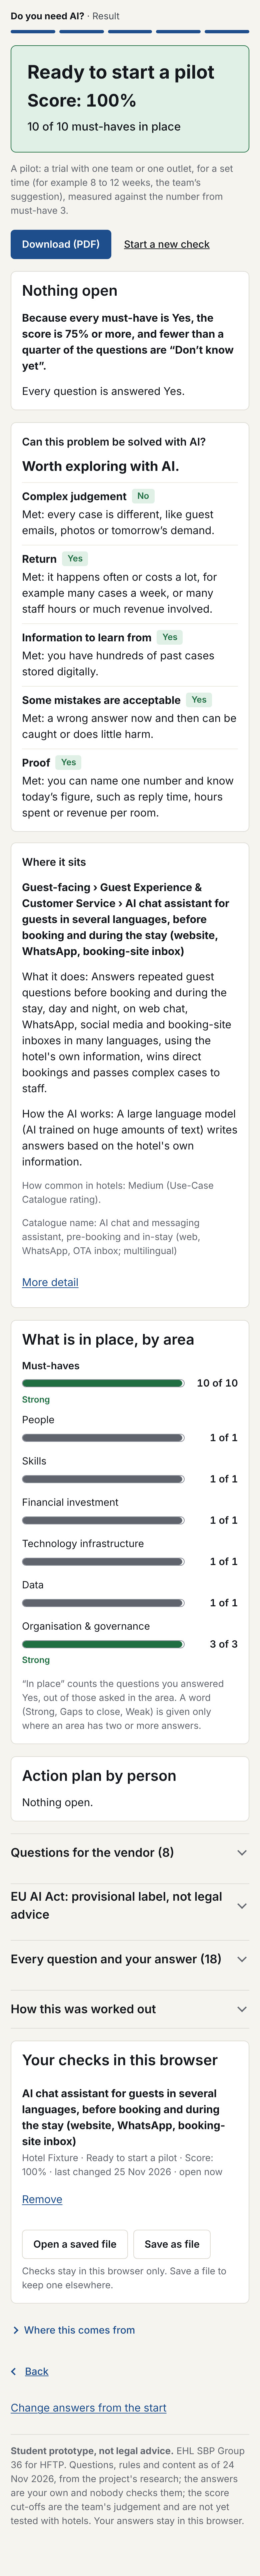 Do you need AI? · Result
Ready to start a pilot
Score: 100%
10 of 10 must-haves in place
A pilot: a trial with one team or one outlet, for a set
time (for example 8 to 12 weeks, the team's
suggestion), measured against the number from
must-have 3.
Download (PDF)
Start a new check
Nothing open
Because every must-have is Yes, the
score is 75% or more, and fewer than a
quarter of the questions are “Don’t know
yet”.
Every question is answered Yes.
Can this problem be solved with AI?
Worth exploring with AI.
Complex judgement No
Met: every case is different, like guest
emails, photos or tomorrow’s demand.
Return Yes
Met: it happens often or costs a lot, for
example many cases a week, or many
staff hours or much revenue involved.
Information to learn from Yes
Met: you have hundreds of past cases
stored digitally.
Some mistakes are acceptable Yes
Met: a wrong answer now and then can be
caught or does little harm.
Proof Yes
Met: you can name one number and know
today’s figure, such as reply time, hours
spent or revenue per room.
Where it sits
Guest-facing › Guest Experience &
Customer Service › AI chat assistant for
guests in several languages, before
booking and during the stay (website,
WhatsApp, booking-site inbox)
What it does: Answers repeated guest
questions before booking and during the
stay, day and night, on web chat,
WhatsApp, social media and booking-site
inboxes in many languages, using the
hotel's own information, wins direct
bookings and passes complex cases to
staff.
How the AI works: A large language model
(AI trained on huge amounts of text) writes
answers based on the hotel's own
information.
How common in hotels: Medium (Use-Case
Catalogue rating).
Catalogue name: AI chat and messaging
assistant, pre-booking and in-stay (web,
WhatsApp, OTA inbox; multilingual)
More detail
What is in place, by area
Must-haves
10 of 10
Strong
People
1 of 1
Skills
1 of 1
Financial investment
1 of 1
Technology infrastructure
1 of 1
Data
1 of 1
Organisation & governance
3 of 3
Strong
“In place” counts the questions you answered
Yes, out of those asked in the area. A word
(Strong, Gaps to close, Weak) is given only
where an area has two or more answers.
Action plan by person
Nothing open.
Questions for the vendor (8)
EU AI Act: provisional label, not legal
advice
Every question and your answer (18)
How this was worked out
Your checks in this browser
AI chat assistant for guests in several
languages, before booking and during
the stay (website, WhatsApp, booking-
site inbox)
Hotel Fixture · Ready to start a pilot · Score:
100% · last changed 25 Nov 2026 · open now
Remove
Open a saved file
Save as file
Checks stay in this browser only. Save a file to
keep one elsewhere.
Where this comes from
Back
Change answers from the start
Student prototype, not legal advice. EHL SBP Group
36 for HFTP. Questions, rules and content as of 24
Nov 2026, from the project's research; the answers
are your own and nobody checks them; the score
cut-offs are the team's judgement and are not yet
tested with hotels. Your answers stay in this browser.